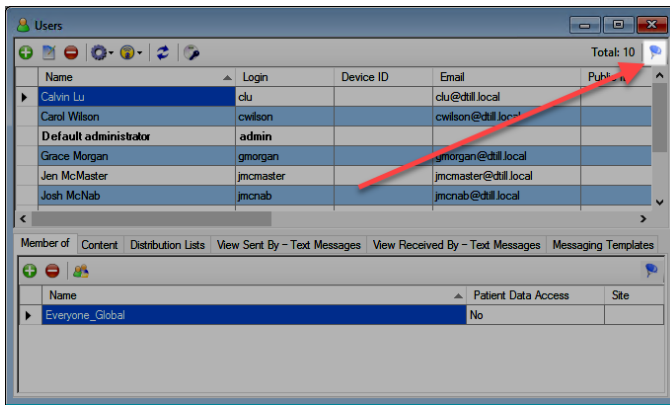 Users
Total: 10
Name Login Device ID Email
Calvin Lu clu clu@dtill.local
Carol Wilson cwilson cwilson@dtill.local
Default administrator admin
Grace Morgan gmorgan gmorgan@dtill.local
Jen McMaster jmcmaster jmcmaster@dtill.local
Josh McNab jmcnab jmcnab@dtill.local
Member of Content Distribution Lists View Sent By - Text Messages View Received By - Text Messages Messaging Templates
Name Patient Data Access Site
Everyone_Global No